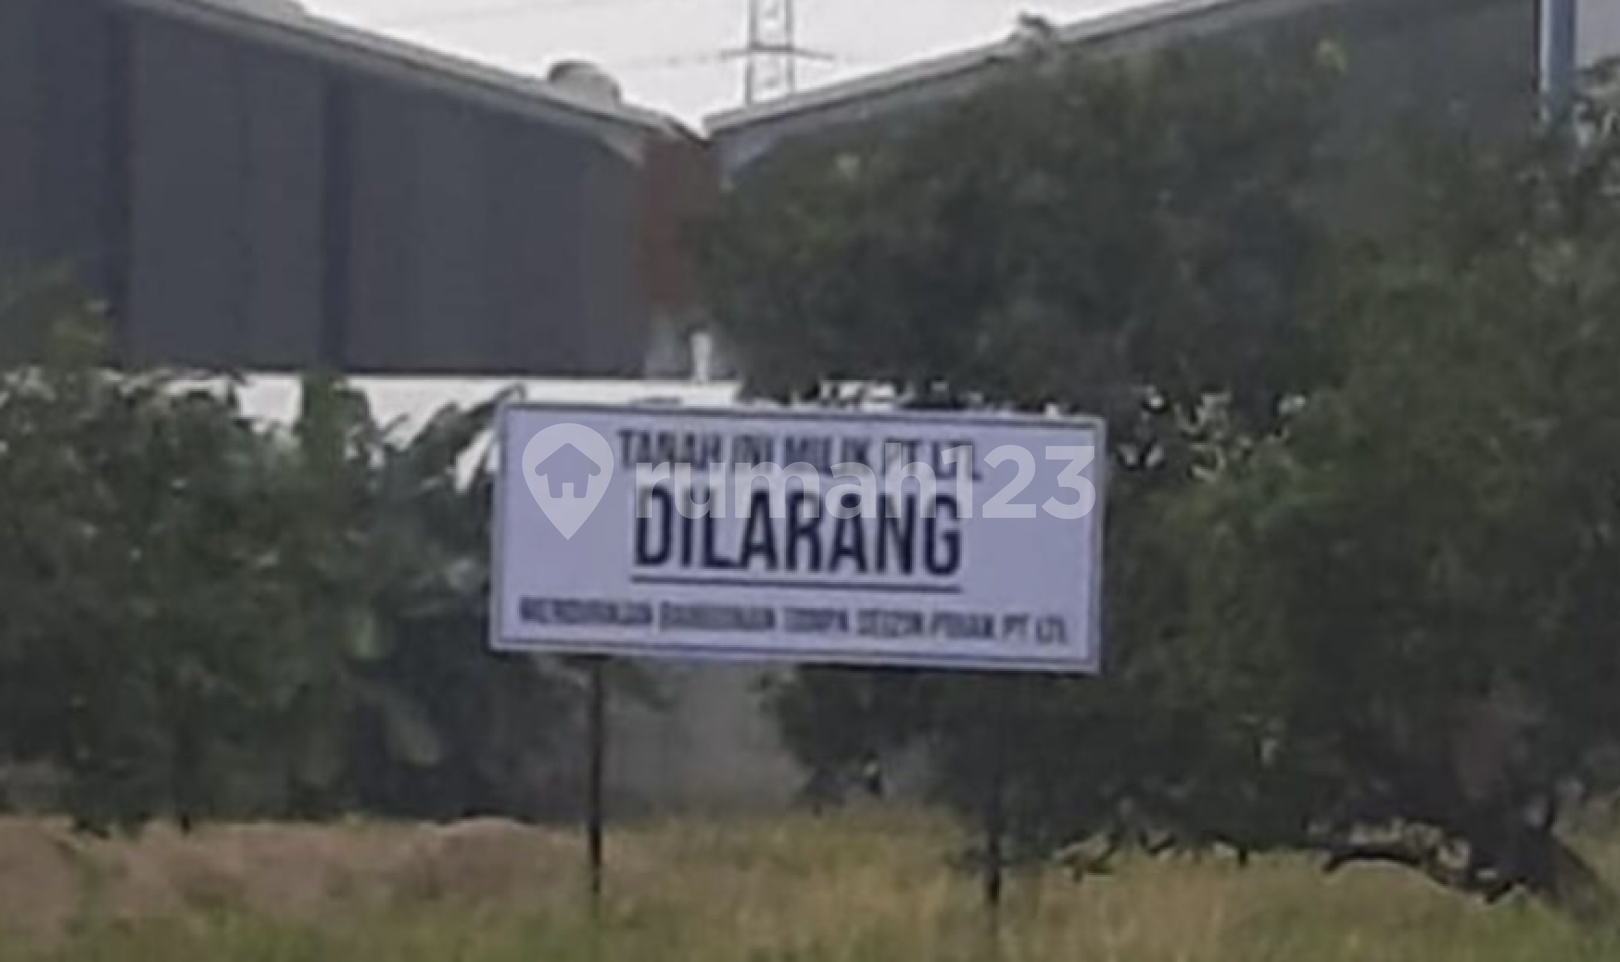 TANAH INI MILIK PT LTL
rumah123
DILARANG
MENDIRIKAN BANGUNAN TANPA SEIZIN PIHAK PT LTL